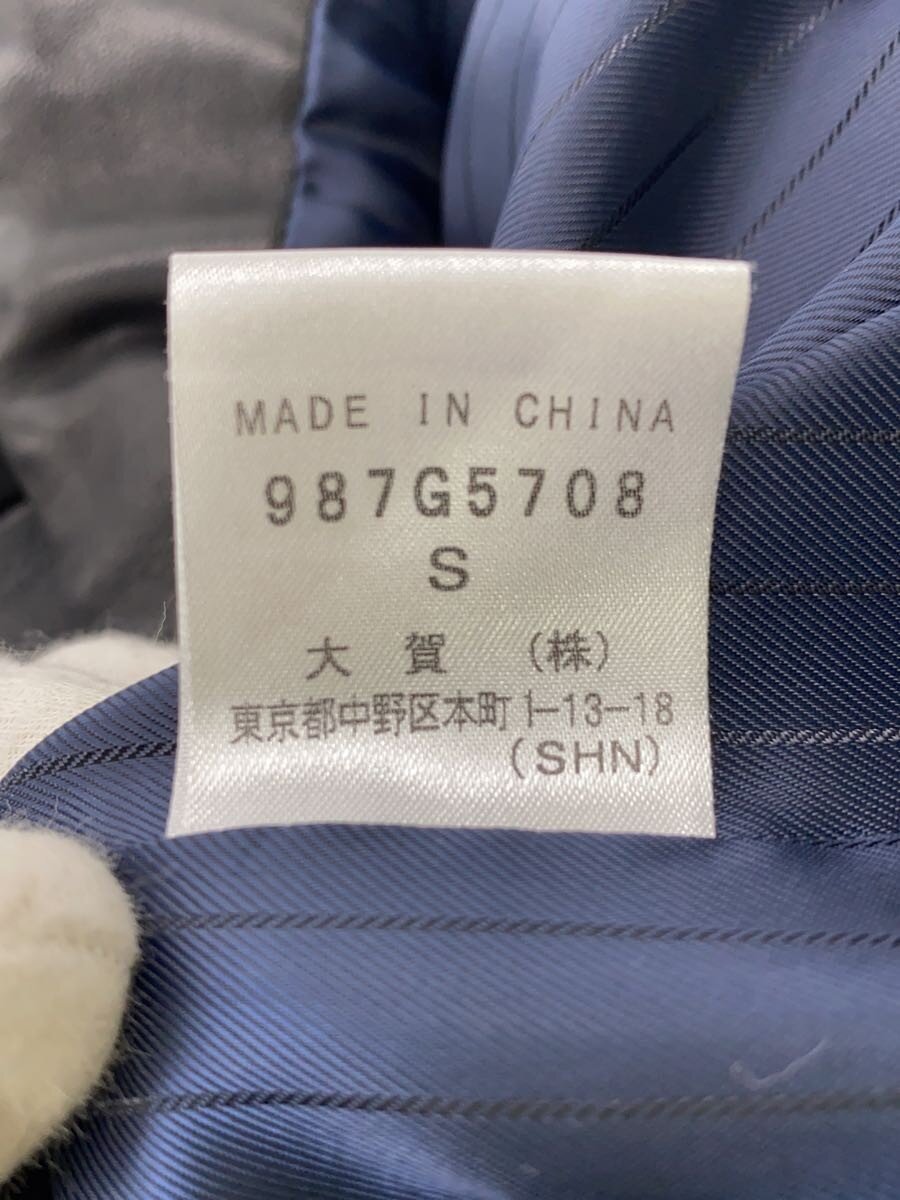 MADE IN CHINA
987G5708
S
大賀 (株)
東京都中野区本町1-13-18
(SHN)